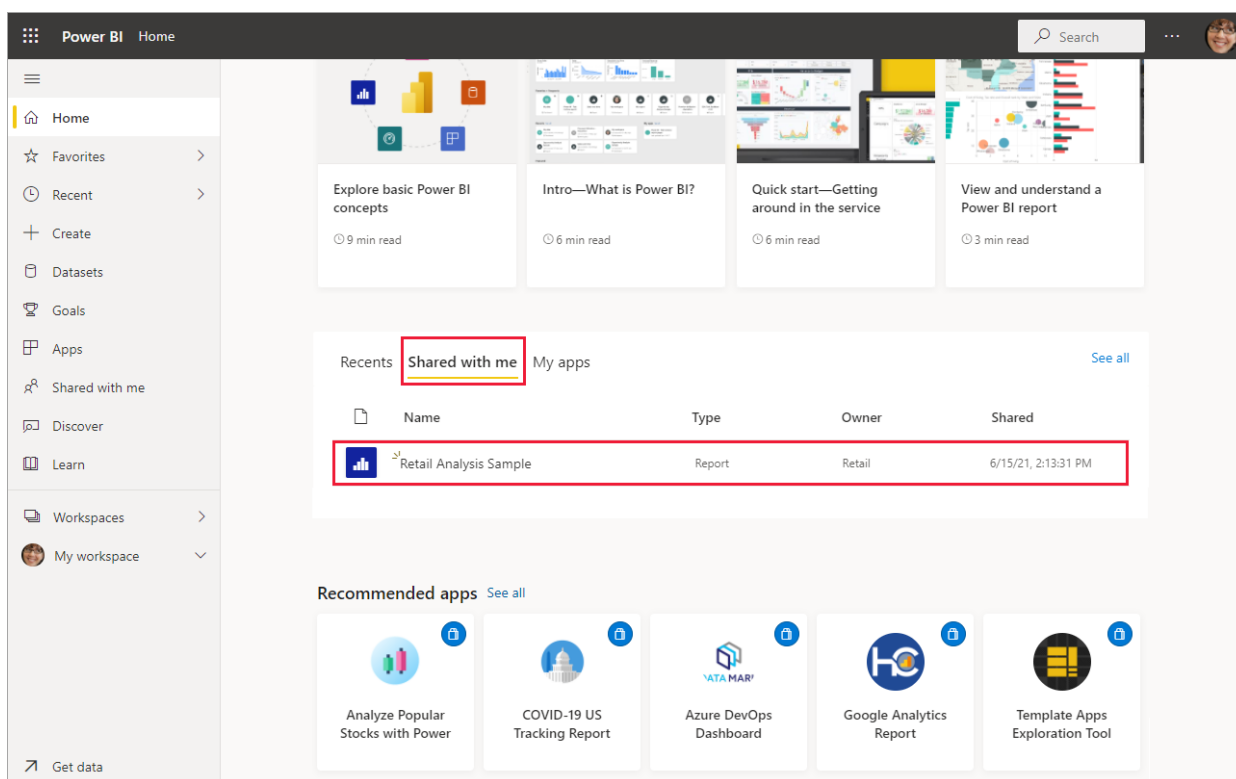 Power BI Home
Search
Home
Favorites
Recent
Create
Datasets
Goals
Apps
Shared with me
Discover
Learn
Workspaces
My workspace
Get data
Explore basic Power BI
concepts
9 min read
Intro—What is Power BI?
6 min read
Quick start—Getting
around in the service
6 min read
View and understand a
Power BI report
3 min read
Recents Shared with me My apps See all
Name Type Owner Shared
Retail Analysis Sample Report Retail 6/15/21, 2:13:31 PM
Recommended apps See all
Analyze Popular
Stocks with Power
COVID-19 US
Tracking Report
Azure DevOps
Dashboard
Google Analytics
Report
Template Apps
Exploration Tool